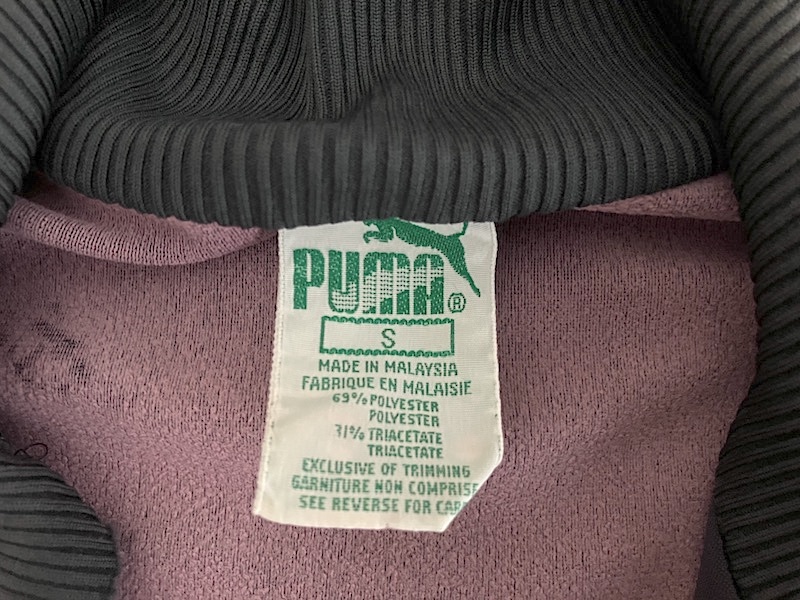 PUMA®
S
MADE IN MALAYSIA
FABRIQUE EN MALAISIE
69% POLYESTER
POLYESTER
31% TRIACETATE
TRIACETATE
EXCLUSIVE OF TRIMMING
GARNITURE NON COMPRISE
SEE REVERSE FOR CARE